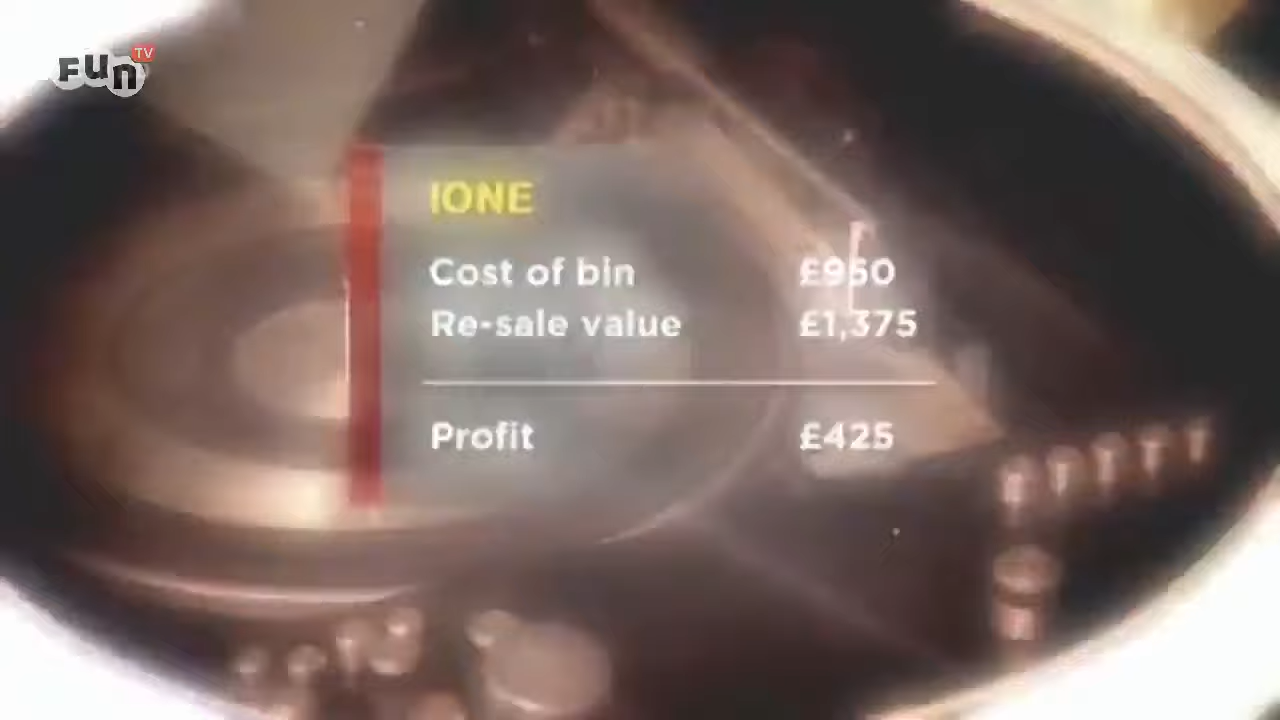 FUN TV
IONE
Cost of bin £950
Re-sale value £1,375
Profit £425